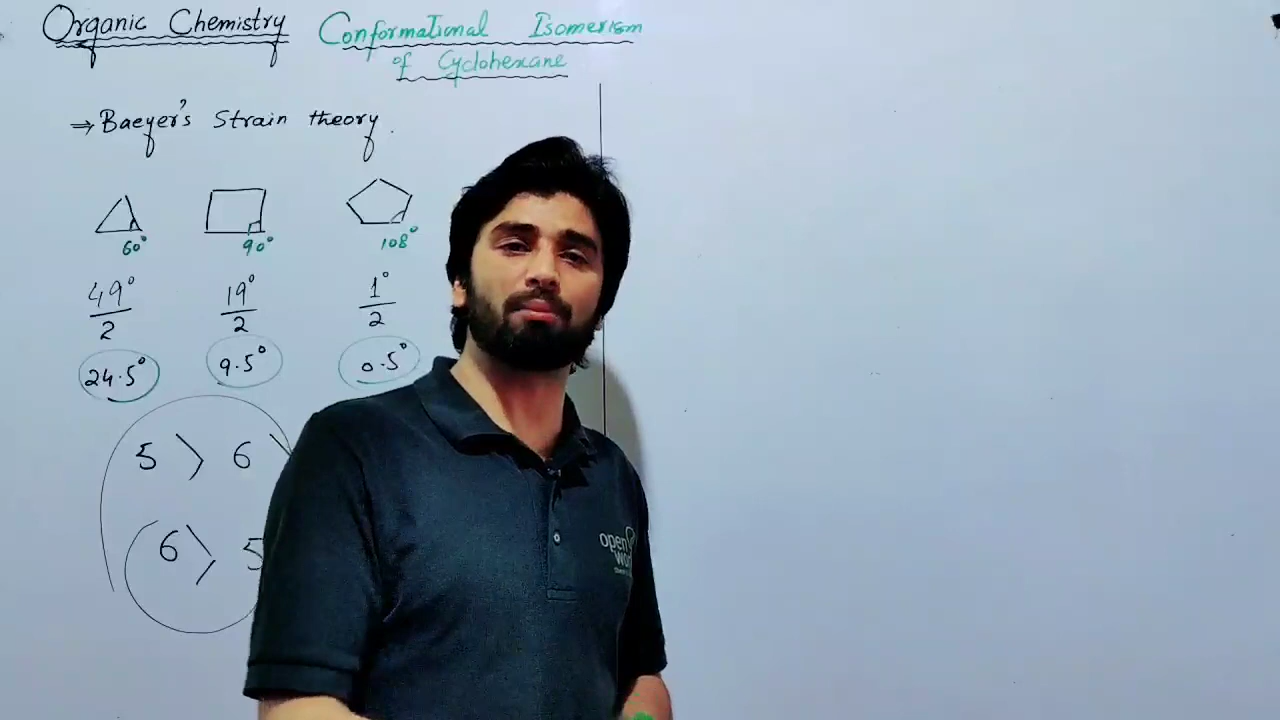 Organic Chemistry Conformational Isomerism
of Cyclohexane
⇒ Baeyer's Strain theory.
60° 90° 108°
49°/2 19°/2 1°/2
24.5° 9.5° 0.5°
5 > 6 >
6 > 5
open